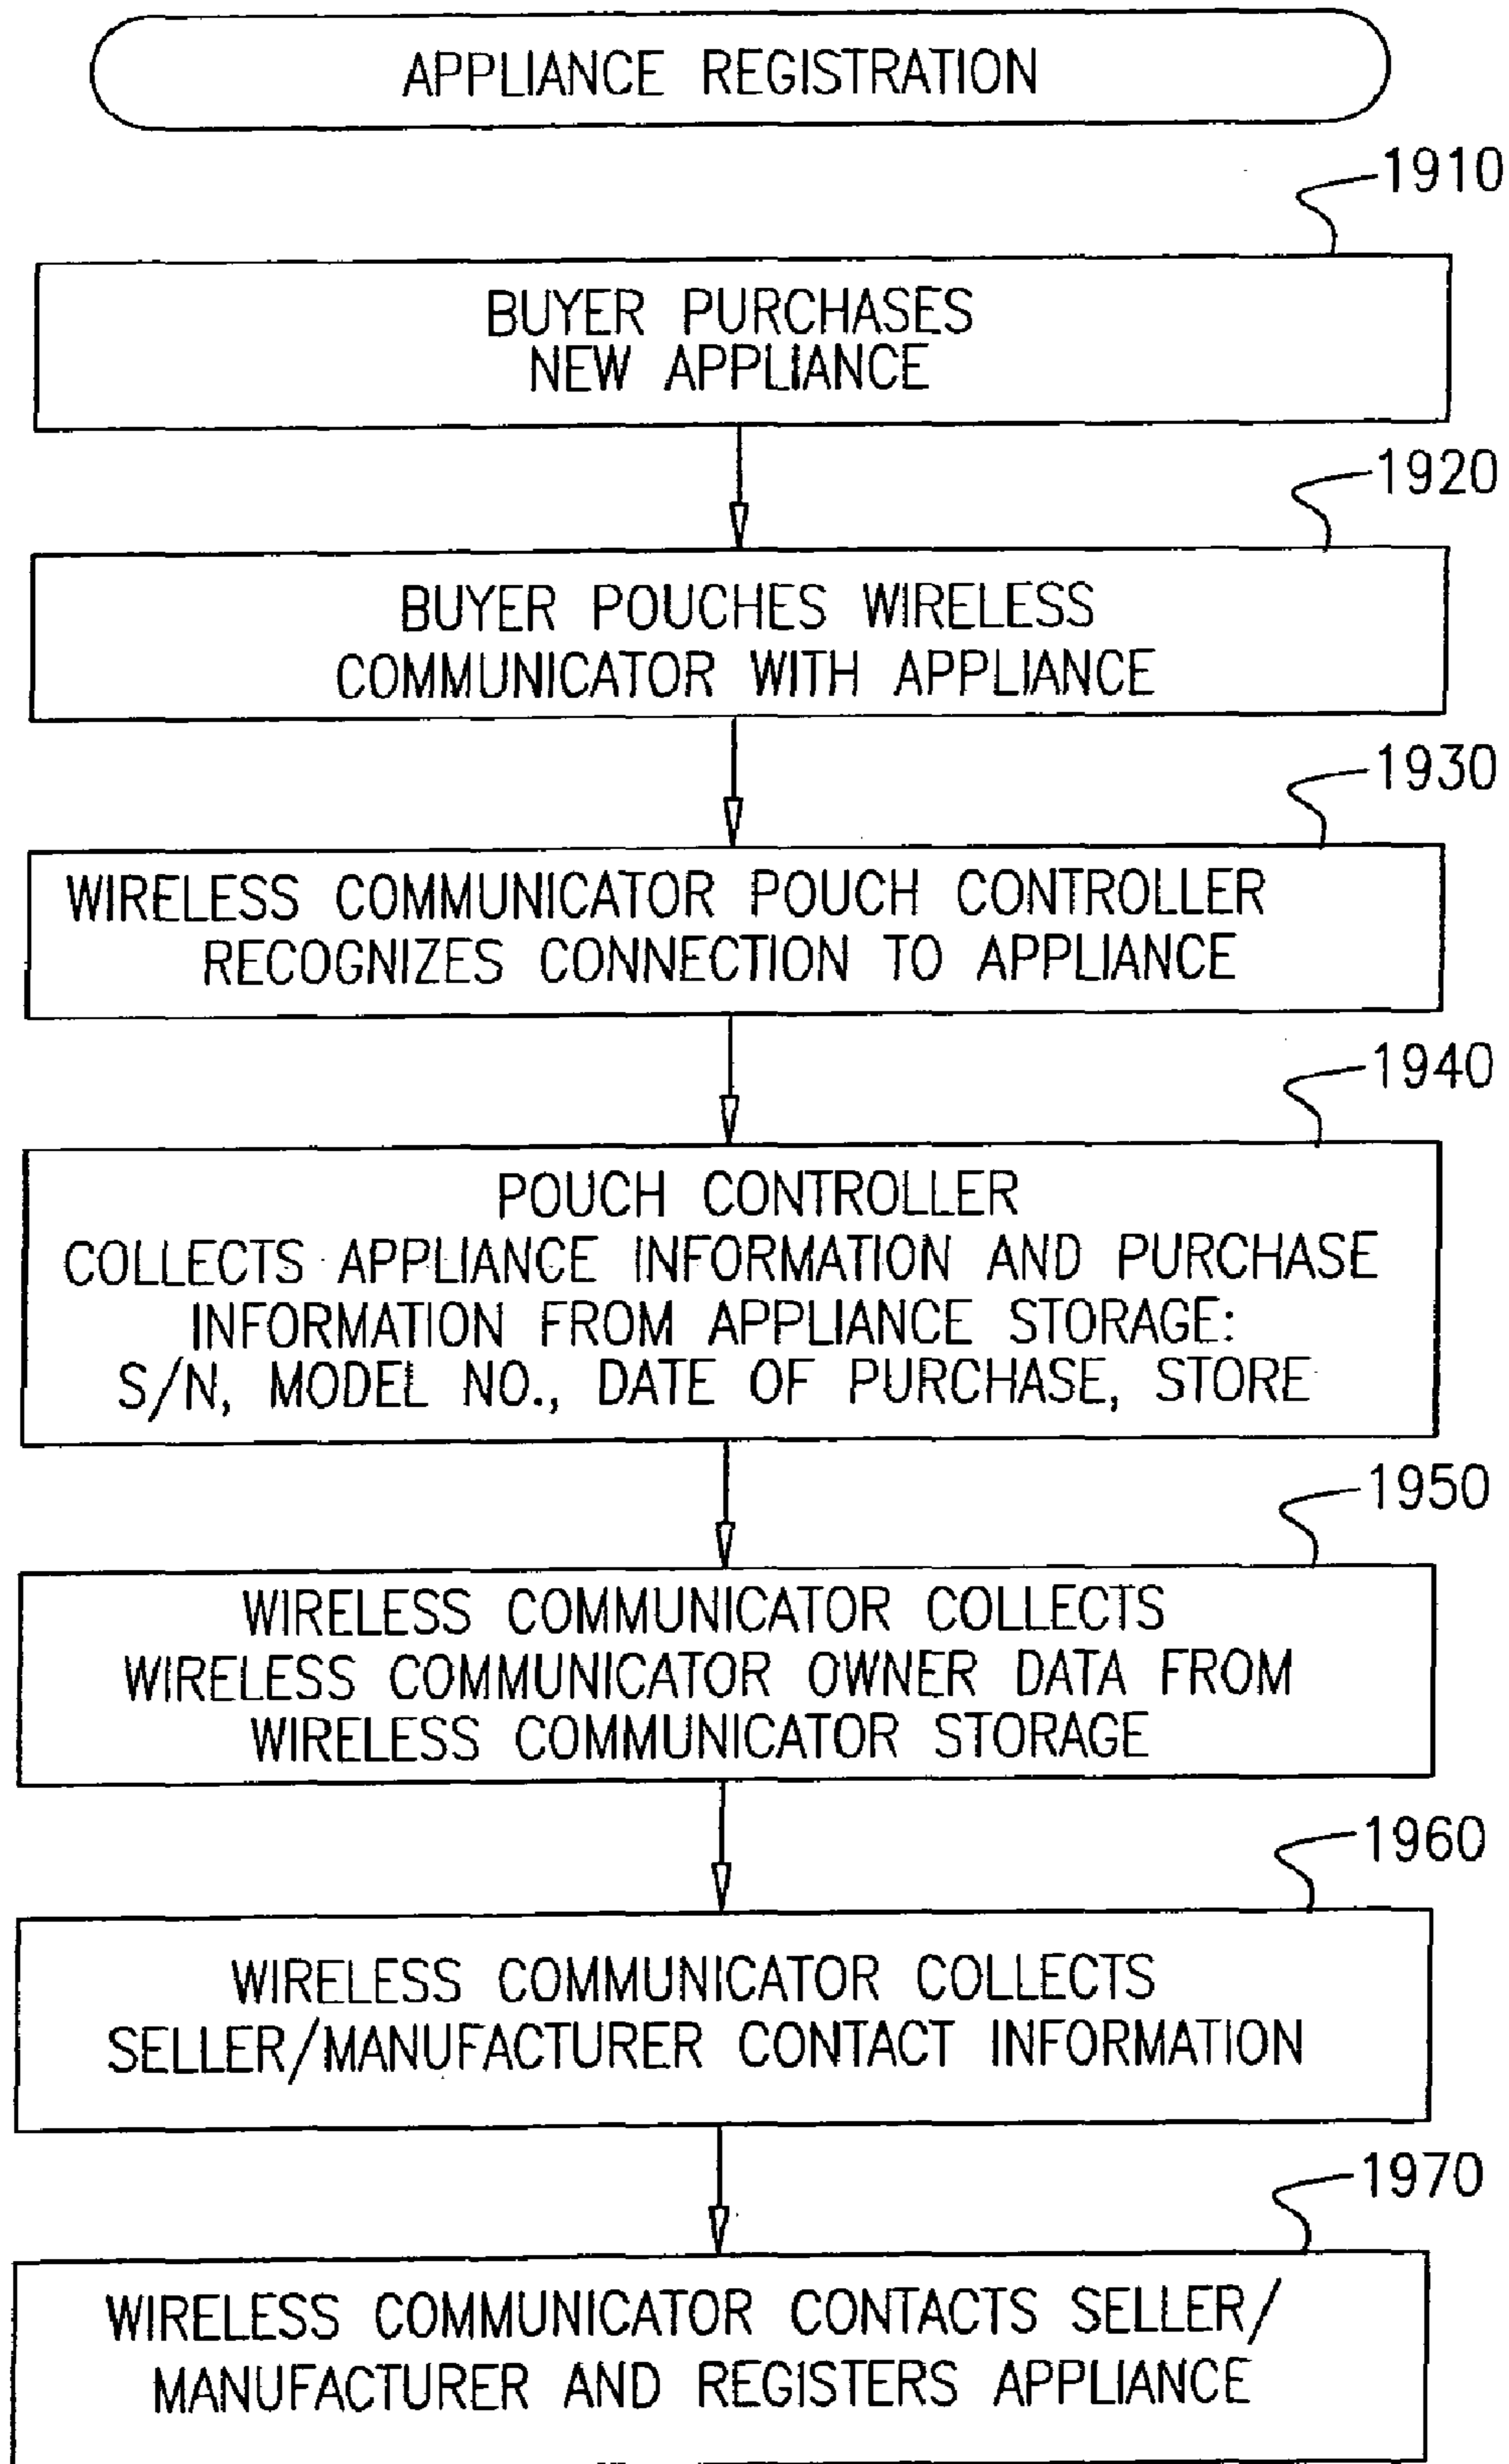 APPLIANCE REGISTRATION
1910
BUYER PURCHASES
NEW APPLIANCE
1920
BUYER POUCHES WIRELESS
COMMUNICATOR WITH APPLIANCE
1930
WIRELESS COMMUNICATOR POUCH CONTROLLER
RECOGNIZES CONNECTION TO APPLIANCE
1940
POUCH CONTROLLER
COLLECTS APPLIANCE INFORMATION AND PURCHASE
INFORMATION FROM APPLIANCE STORAGE:
S/N, MODEL NO., DATE OF PURCHASE, STORE
1950
WIRELESS COMMUNICATOR COLLECTS
WIRELESS COMMUNICATOR OWNER DATA FROM
WIRELESS COMMUNICATOR STORAGE
1960
WIRELESS COMMUNICATOR COLLECTS
SELLER/MANUFACTURER CONTACT INFORMATION
1970
WIRELESS COMMUNICATOR CONTACTS SELLER/
MANUFACTURER AND REGISTERS APPLIANCE